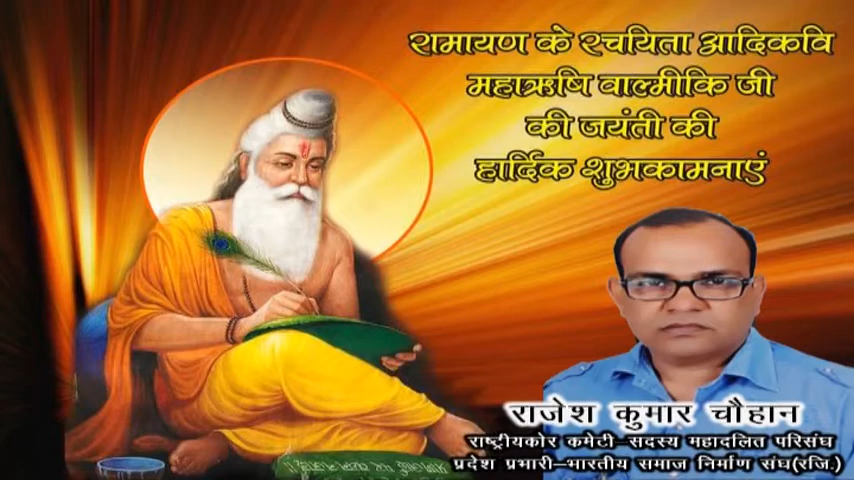 रामायण के रचयिता आदिकवि
महाऋषि वाल्मीकि जी
की जयंती की
हार्दिक शुभकामनाएं
राजेश कुमार चौहान
राष्ट्रीयकोर कमेटी–सदस्य महादलित परिसंघ
प्रदेश प्रभारी–भारतीय समाज निर्माण संघ(रजि.)